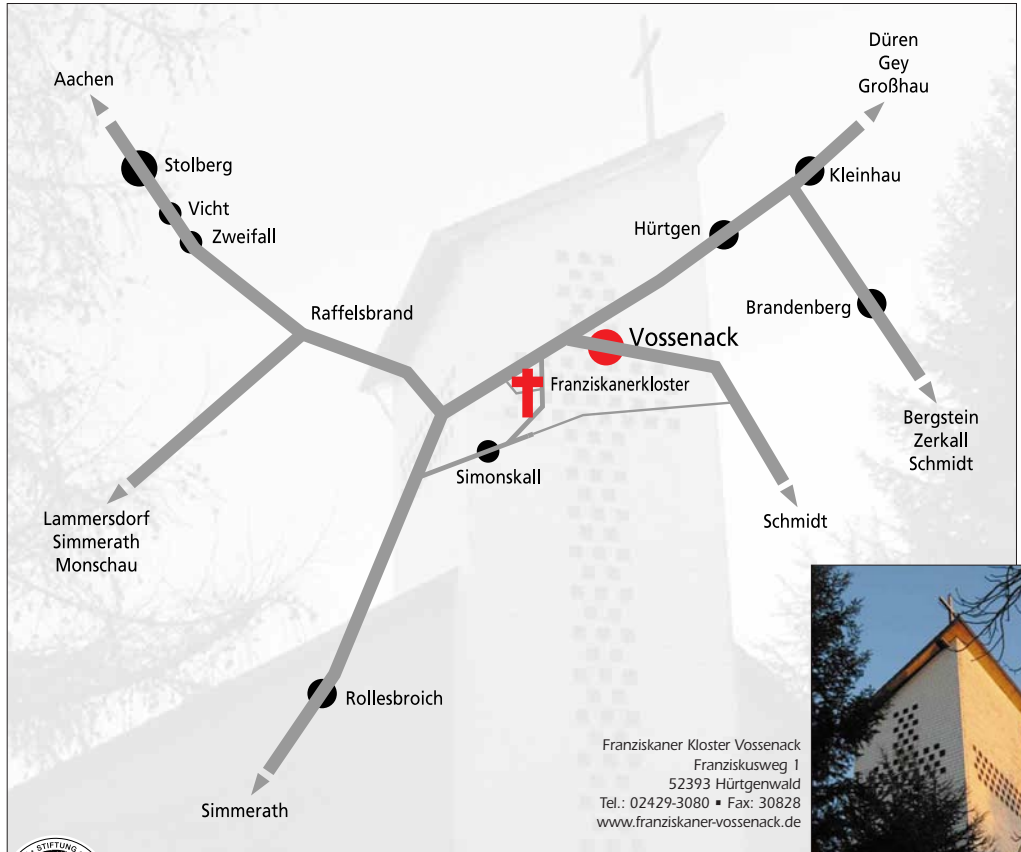 Düren
Gey
Großhau
Aachen
Stolberg
Kleinhau
Vicht
Hürtgen
Zweifall
Brandenberg
Raffelsbrand
Vossenack
Franziskanerkloster
Bergstein
Zerkall
Schmidt
Simonskall
Lammersdorf
Simmerath
Monschau
Schmidt
Rollesbroich
Simmerath
Franziskaner Kloster Vossenack
Franziskusweg 1
52393 Hürtgenwald
Tel.: 02429-3080 ▪ Fax: 30828
www.franziskaner-vossenack.de
STIFTUNG